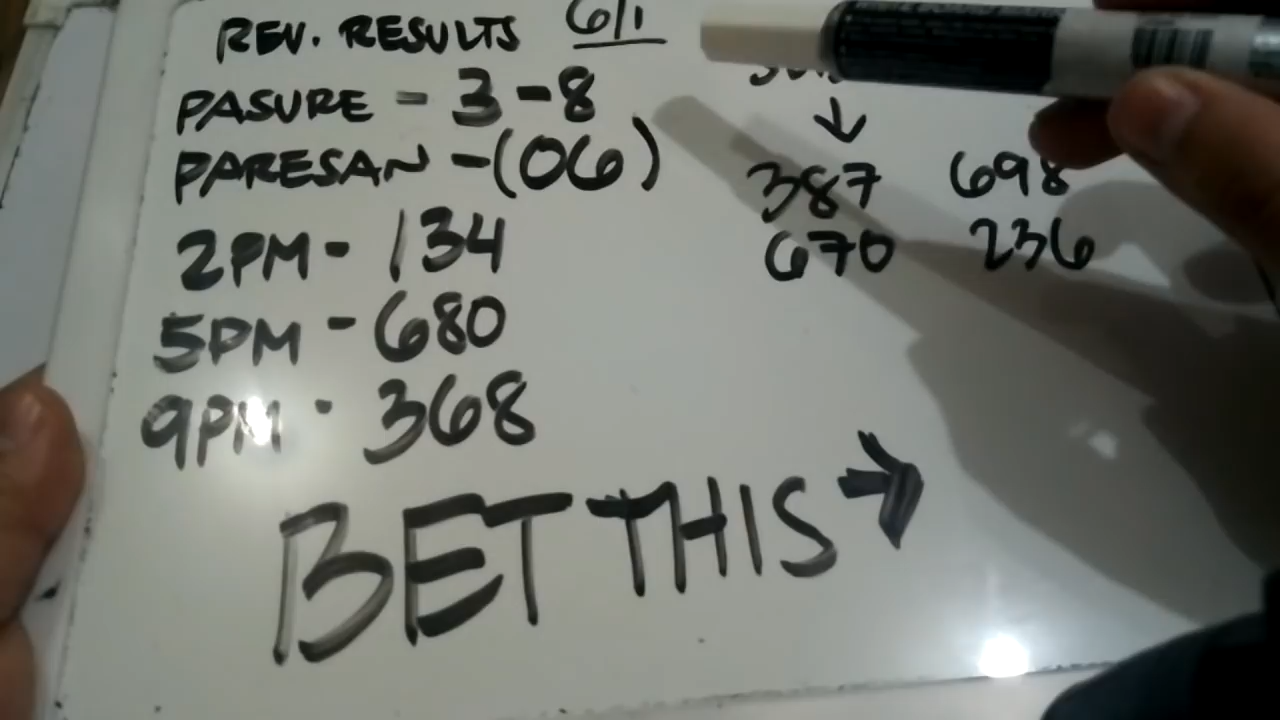 REV. RESULTS 6/1
PASURE - 3-8
PARESAN -(06)
2PM - 134
5PM - 680
9PM - 368
BET THIS →
↓
387 698
670 236